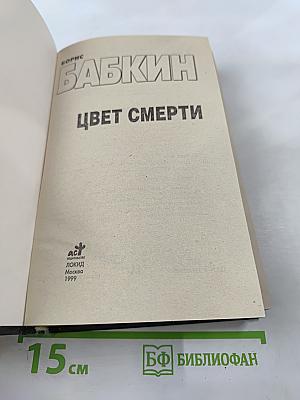 БОРИС
БАБКИН
ЦВЕТ СМЕРТИ
АСТ
ЛОКИД
Москва
1999
15 см
БФ БИБЛИОФАН